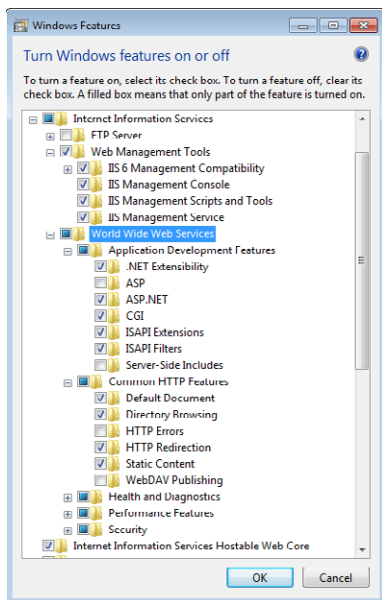 Windows Features
Turn Windows features on or off
To turn a feature on, select its check box. To turn a feature off, clear its
check box. A filled box means that only part of the feature is turned on.
Internet Information Services
FTP Server
Web Management Tools
IIS 6 Management Compatibility
IIS Management Console
IIS Management Scripts and Tools
IIS Management Service
World Wide Web Services
Application Development Features
.NET Extensibility
ASP
ASP.NET
CGI
ISAPI Extensions
ISAPI Filters
Server-Side Includes
Common HTTP Features
Default Document
Directory Browsing
HTTP Errors
HTTP Redirection
Static Content
WebDAV Publishing
Health and Diagnostics
Performance Features
Security
Internet Information Services Hostable Web Core
OK
Cancel